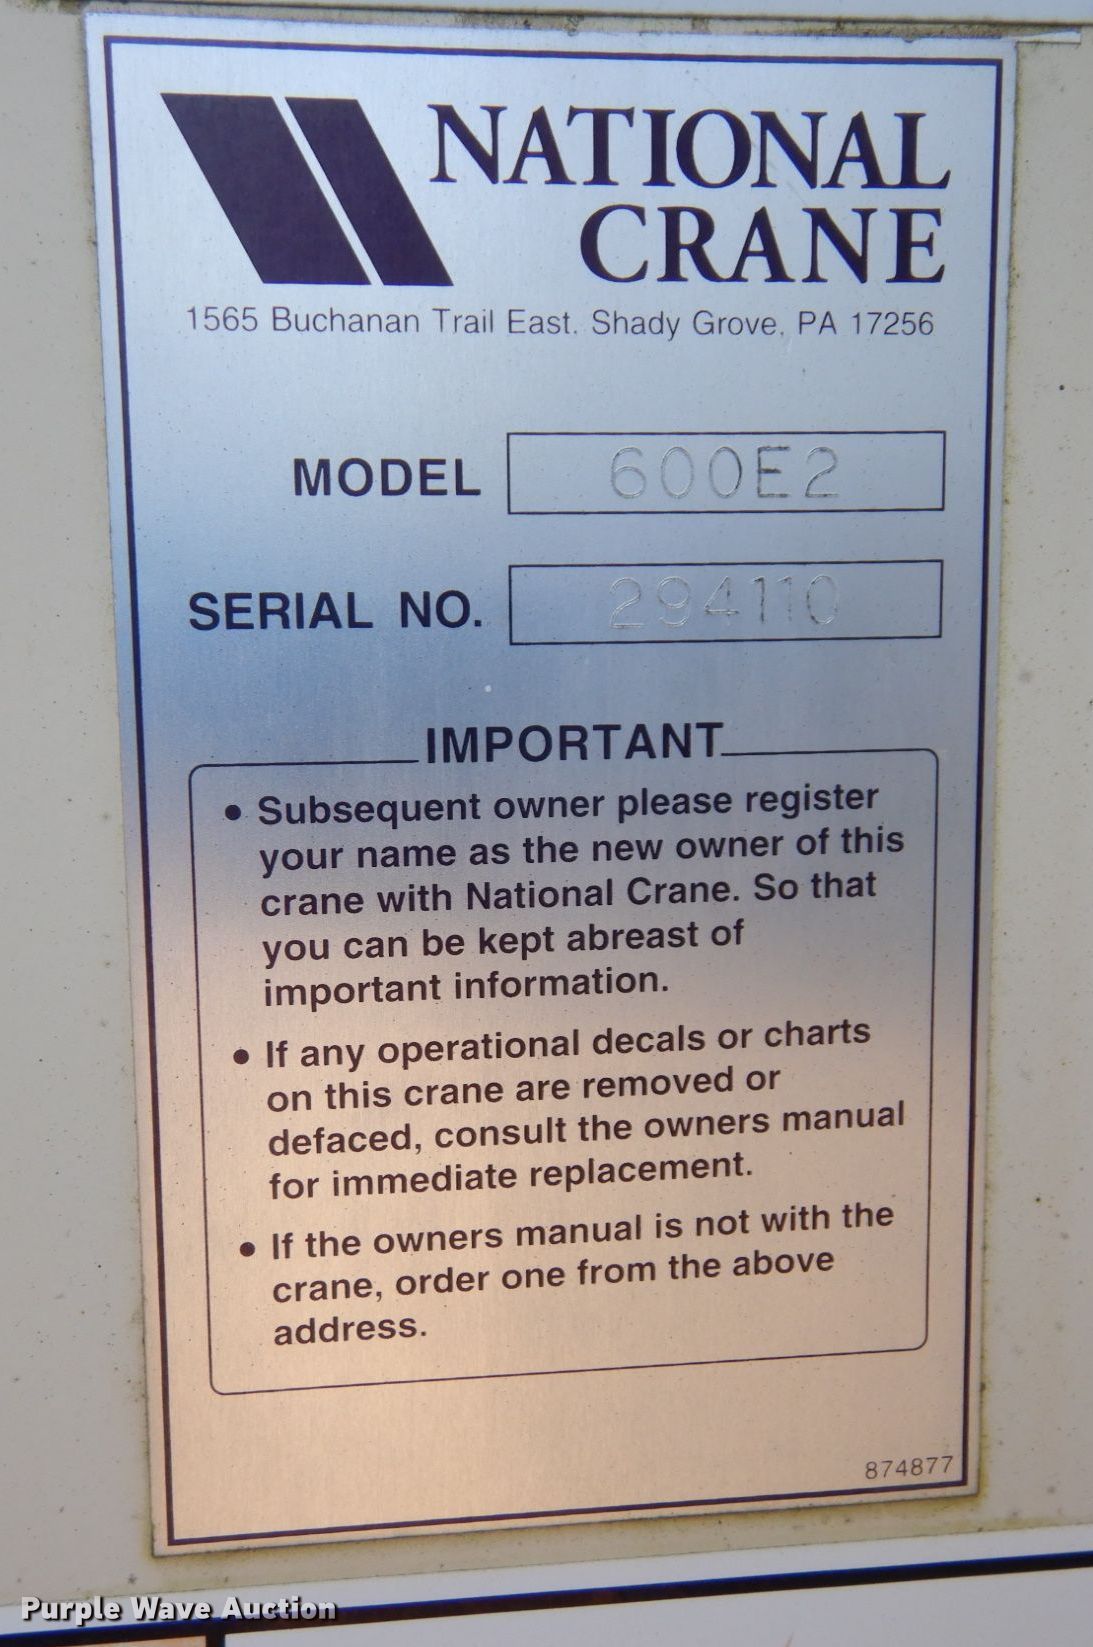 NATIONAL
CRANE
1565 Buchanan Trail East. Shady Grove, PA 17256
MODEL 600E2
SERIAL NO. 294110
IMPORTANT
• Subsequent owner please register
your name as the new owner of this
crane with National Crane. So that
you can be kept abreast of
important information.
• If any operational decals or charts
on this crane are removed or
defaced, consult the owners manual
for immediate replacement.
• If the owners manual is not with the
crane, order one from the above
address.
874877
Purple Wave Auction